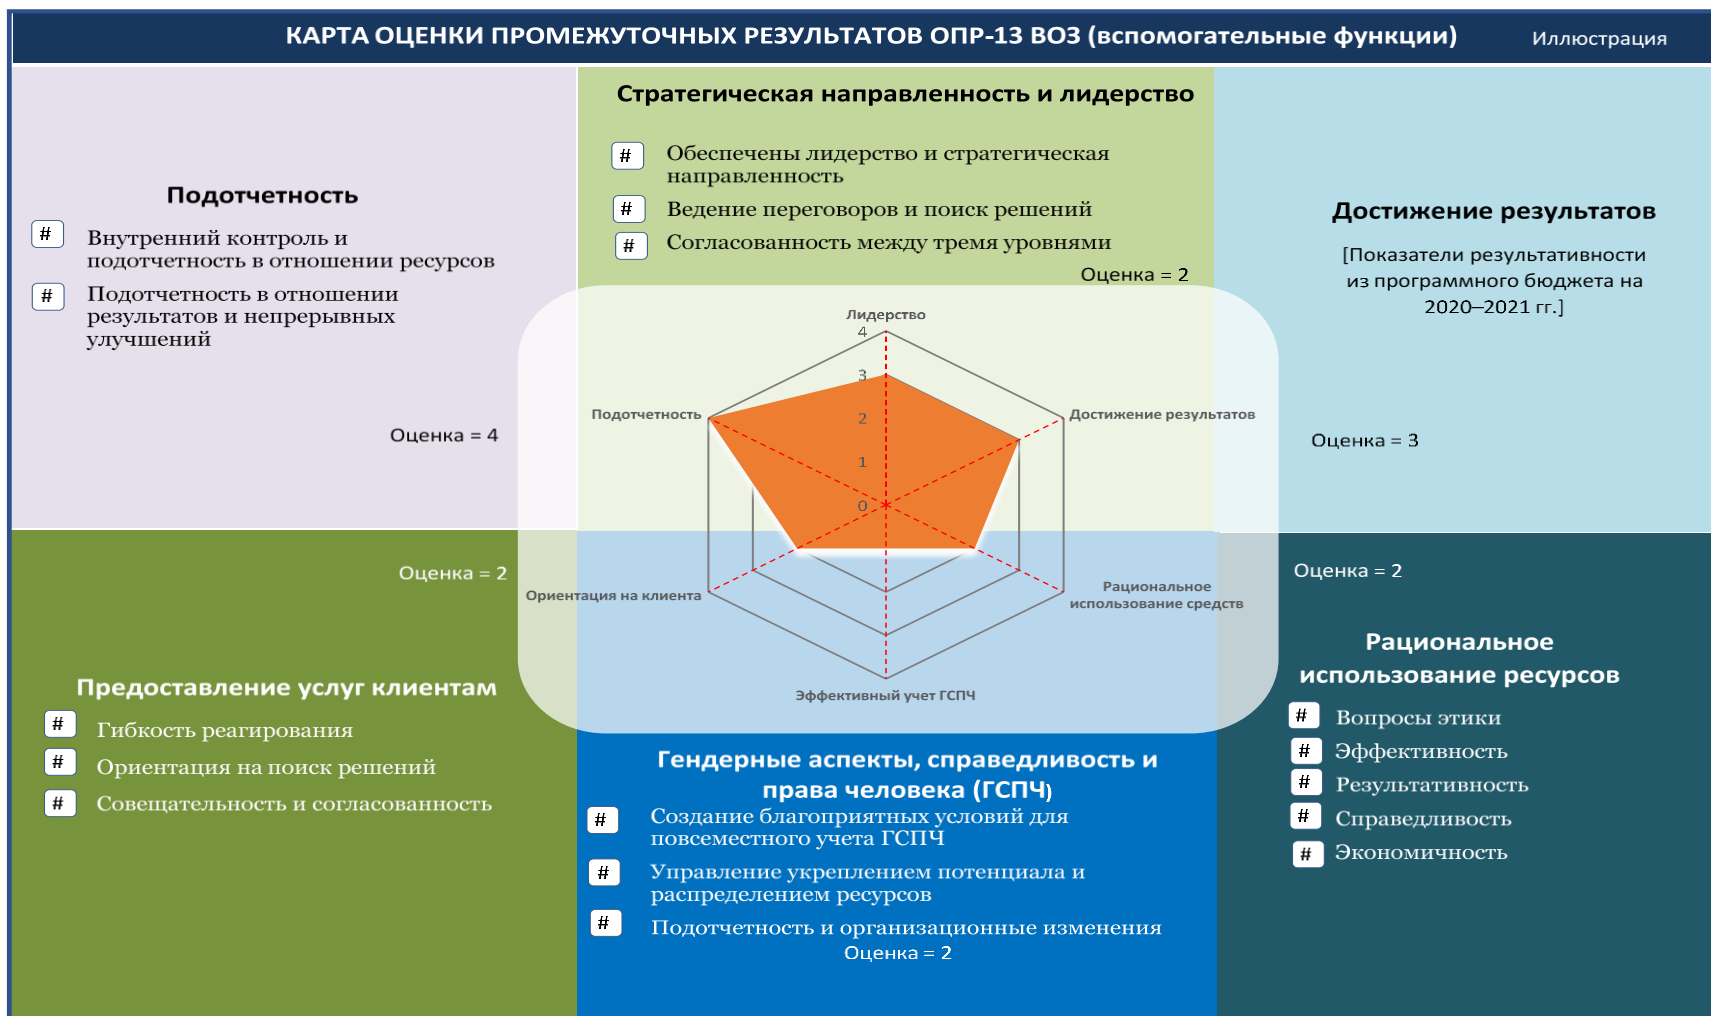 КАРТА ОЦЕНКИ ПРОМЕЖУТОЧНЫХ РЕЗУЛЬТАТОВ ОПР-13 ВОЗ (вспомогательные функции)
Иллюстрация
Подотчетность
# Внутренний контроль и
подотчетность в отношении ресурсов
# Подотчетность в отношении
результатов и непрерывных
улучшений
Оценка = 4
Стратегическая направленность и лидерство
# Обеспечены лидерство и стратегическая
направленность
# Ведение переговоров и поиск решений
# Согласованность между тремя уровнями
Оценка = 2
Достижение результатов
[Показатели результативности
из программного бюджета на
2020–2021 гг.]
Оценка = 3
Лидерство
4
3
2
1
0
Подотчетность
Достижение результатов
Ориентация на клиента
Рациональное
использование средств
Эффективный учет ГСПЧ
Оценка = 2
Предоставление услуг клиентам
# Гибкость реагирования
# Ориентация на поиск решений
# Совещательность и согласованность
Гендерные аспекты, справедливость и
права человека (ГСПЧ)
# Создание благоприятных условий для
повсеместного учета ГСПЧ
# Управление укреплением потенциала и
распределением ресурсов
# Подотчетность и организационные изменения
Оценка = 2
Оценка = 2
Рациональное
использование ресурсов
# Вопросы этики
# Эффективность
# Результативность
# Справедливость
# Экономичность